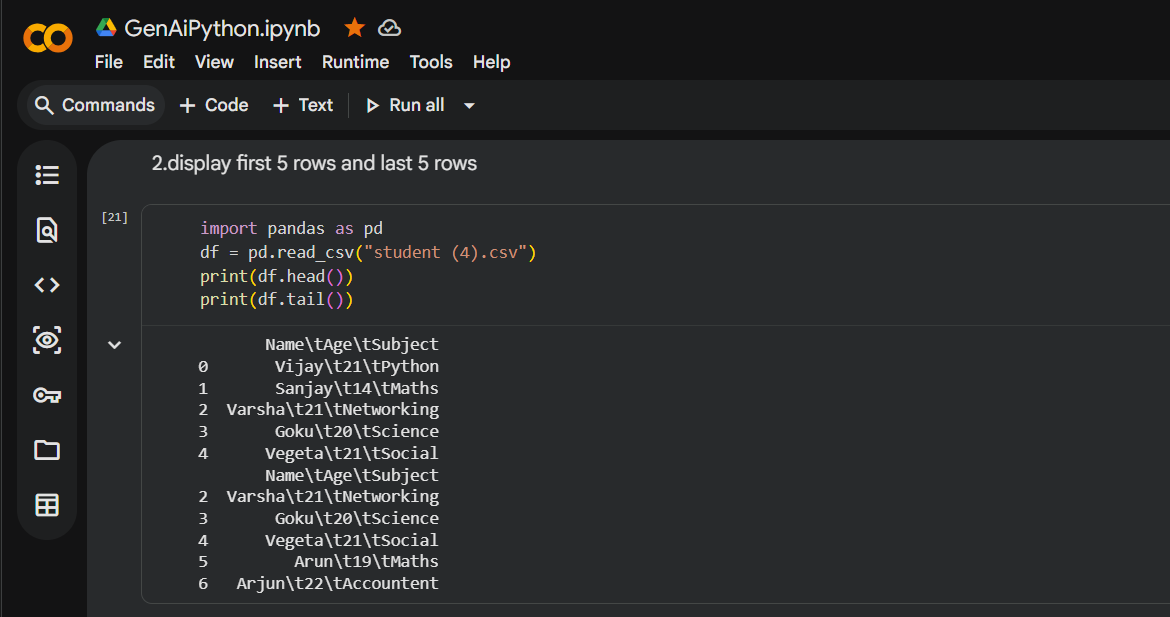 GenAiPython.ipynb
File Edit View Insert Runtime Tools Help
Commands + Code + Text Run all
2.display first 5 rows and last 5 rows
[21]
import pandas as pd
df = pd.read_csv("student (4).csv")
print(df.head())
print(df.tail())
Name\tAge\tSubject
0 Vijay\t21\tPython
1 Sanjay\t14\tMaths
2 Varsha\t21\tNetworking
3 Goku\t20\tScience
4 Vegeta\t21\tSocial
Name\tAge\tSubject
2 Varsha\t21\tNetworking
3 Goku\t20\tScience
4 Vegeta\t21\tSocial
5 Arun\t19\tMaths
6 Arjun\t22\tAccountent